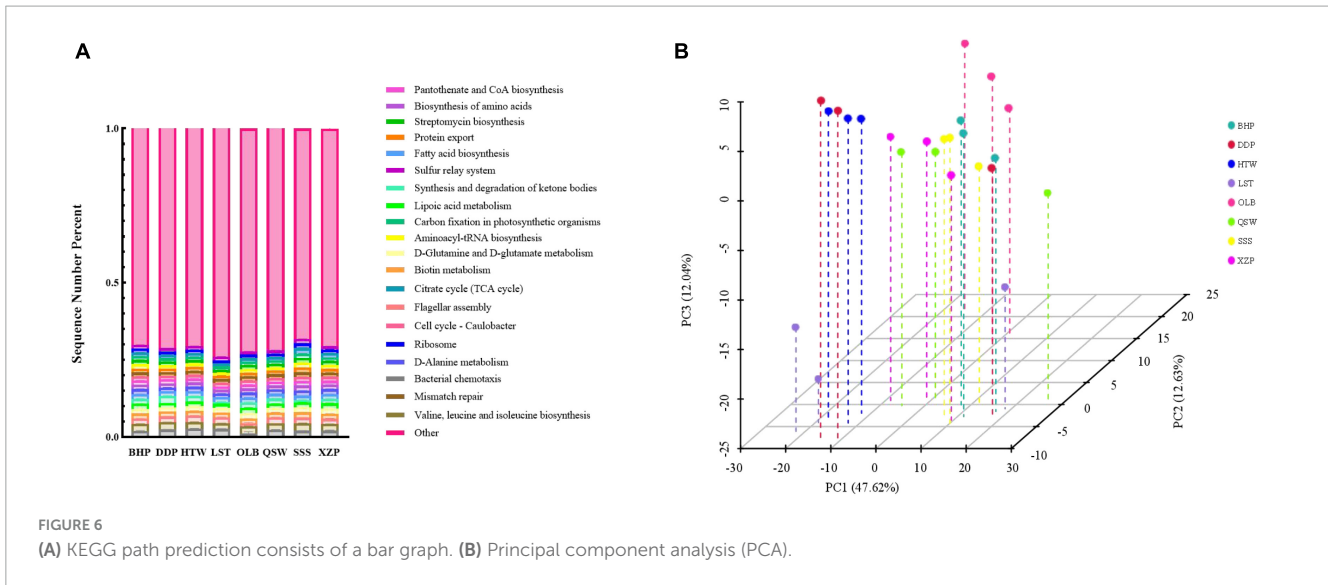 A
Sequence Number Percent
1.0
0.5
0.0
BHP DDP HTW LST OLB QSW SSS XZP
Pantothenate and CoA biosynthesis
Biosynthesis of amino acids
Streptomycin biosynthesis
Protein export
Fatty acid biosynthesis
Sulfur relay system
Synthesis and degradation of ketone bodies
Lipoic acid metabolism
Carbon fixation in photosynthetic organisms
Aminoacyl-tRNA biosynthesis
D-Glutamine and D-glutamate metabolism
Biotin metabolism
Citrate cycle (TCA cycle)
Flagellar assembly
Cell cycle - Caulobacter
Ribosome
D-Alanine metabolism
Bacterial chemotaxis
Mismatch repair
Valine, leucine and isoleucine biosynthesis
Other
B
PC3 (12.04%)
10
5
0
-5
-10
-15
-20
-25
-30 -20 -10 0 10 20 30
PC1 (47.62%)
-10
-5
0
5
10
15
20
25
PC2 (12.63%)
BHP
DDP
HTW
LST
OLB
QSW
SSS
XZP
FIGURE 6
(A) KEGG path prediction consists of a bar graph. (B) Principal component analysis (PCA).